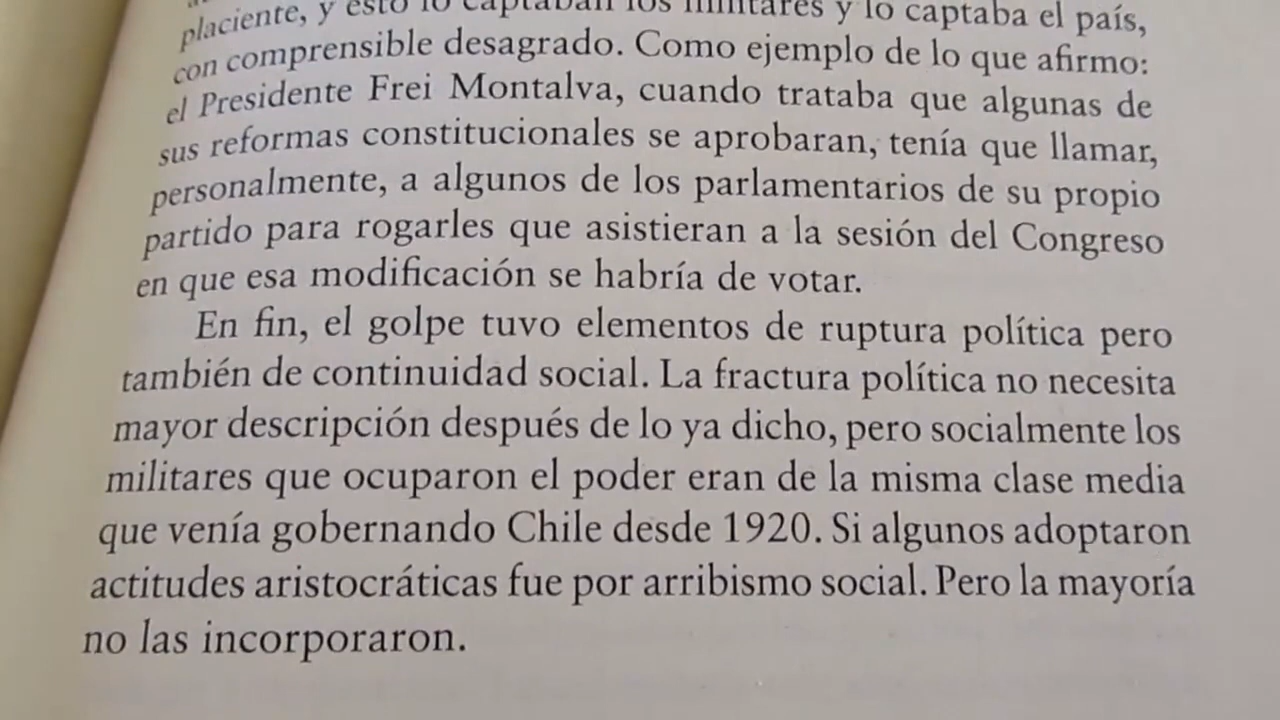 placiente, y esto lo captaban los militares y lo captaba el país,
con comprensible desagrado. Como ejemplo de lo que afirmo:
el Presidente Frei Montalva, cuando trataba que algunas de
sus reformas constitucionales se aprobaran, tenía que llamar,
personalmente, a algunos de los parlamentarios de su propio
partido para rogarles que asistieran a la sesión del Congreso
en que esa modificación se habría de votar.
En fin, el golpe tuvo elementos de ruptura política pero
también de continuidad social. La fractura política no necesita
mayor descripción después de lo ya dicho, pero socialmente los
militares que ocuparon el poder eran de la misma clase media
que venía gobernando Chile desde 1920. Si algunos adoptaron
actitudes aristocráticas fue por arribismo social. Pero la mayoría
no las incorporaron.